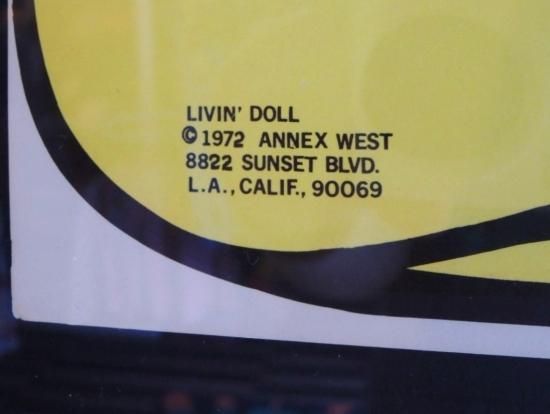 LIVIN' DOLL
© 1972 ANNEX WEST
8822 SUNSET BLVD.
L.A., CALIF., 90069